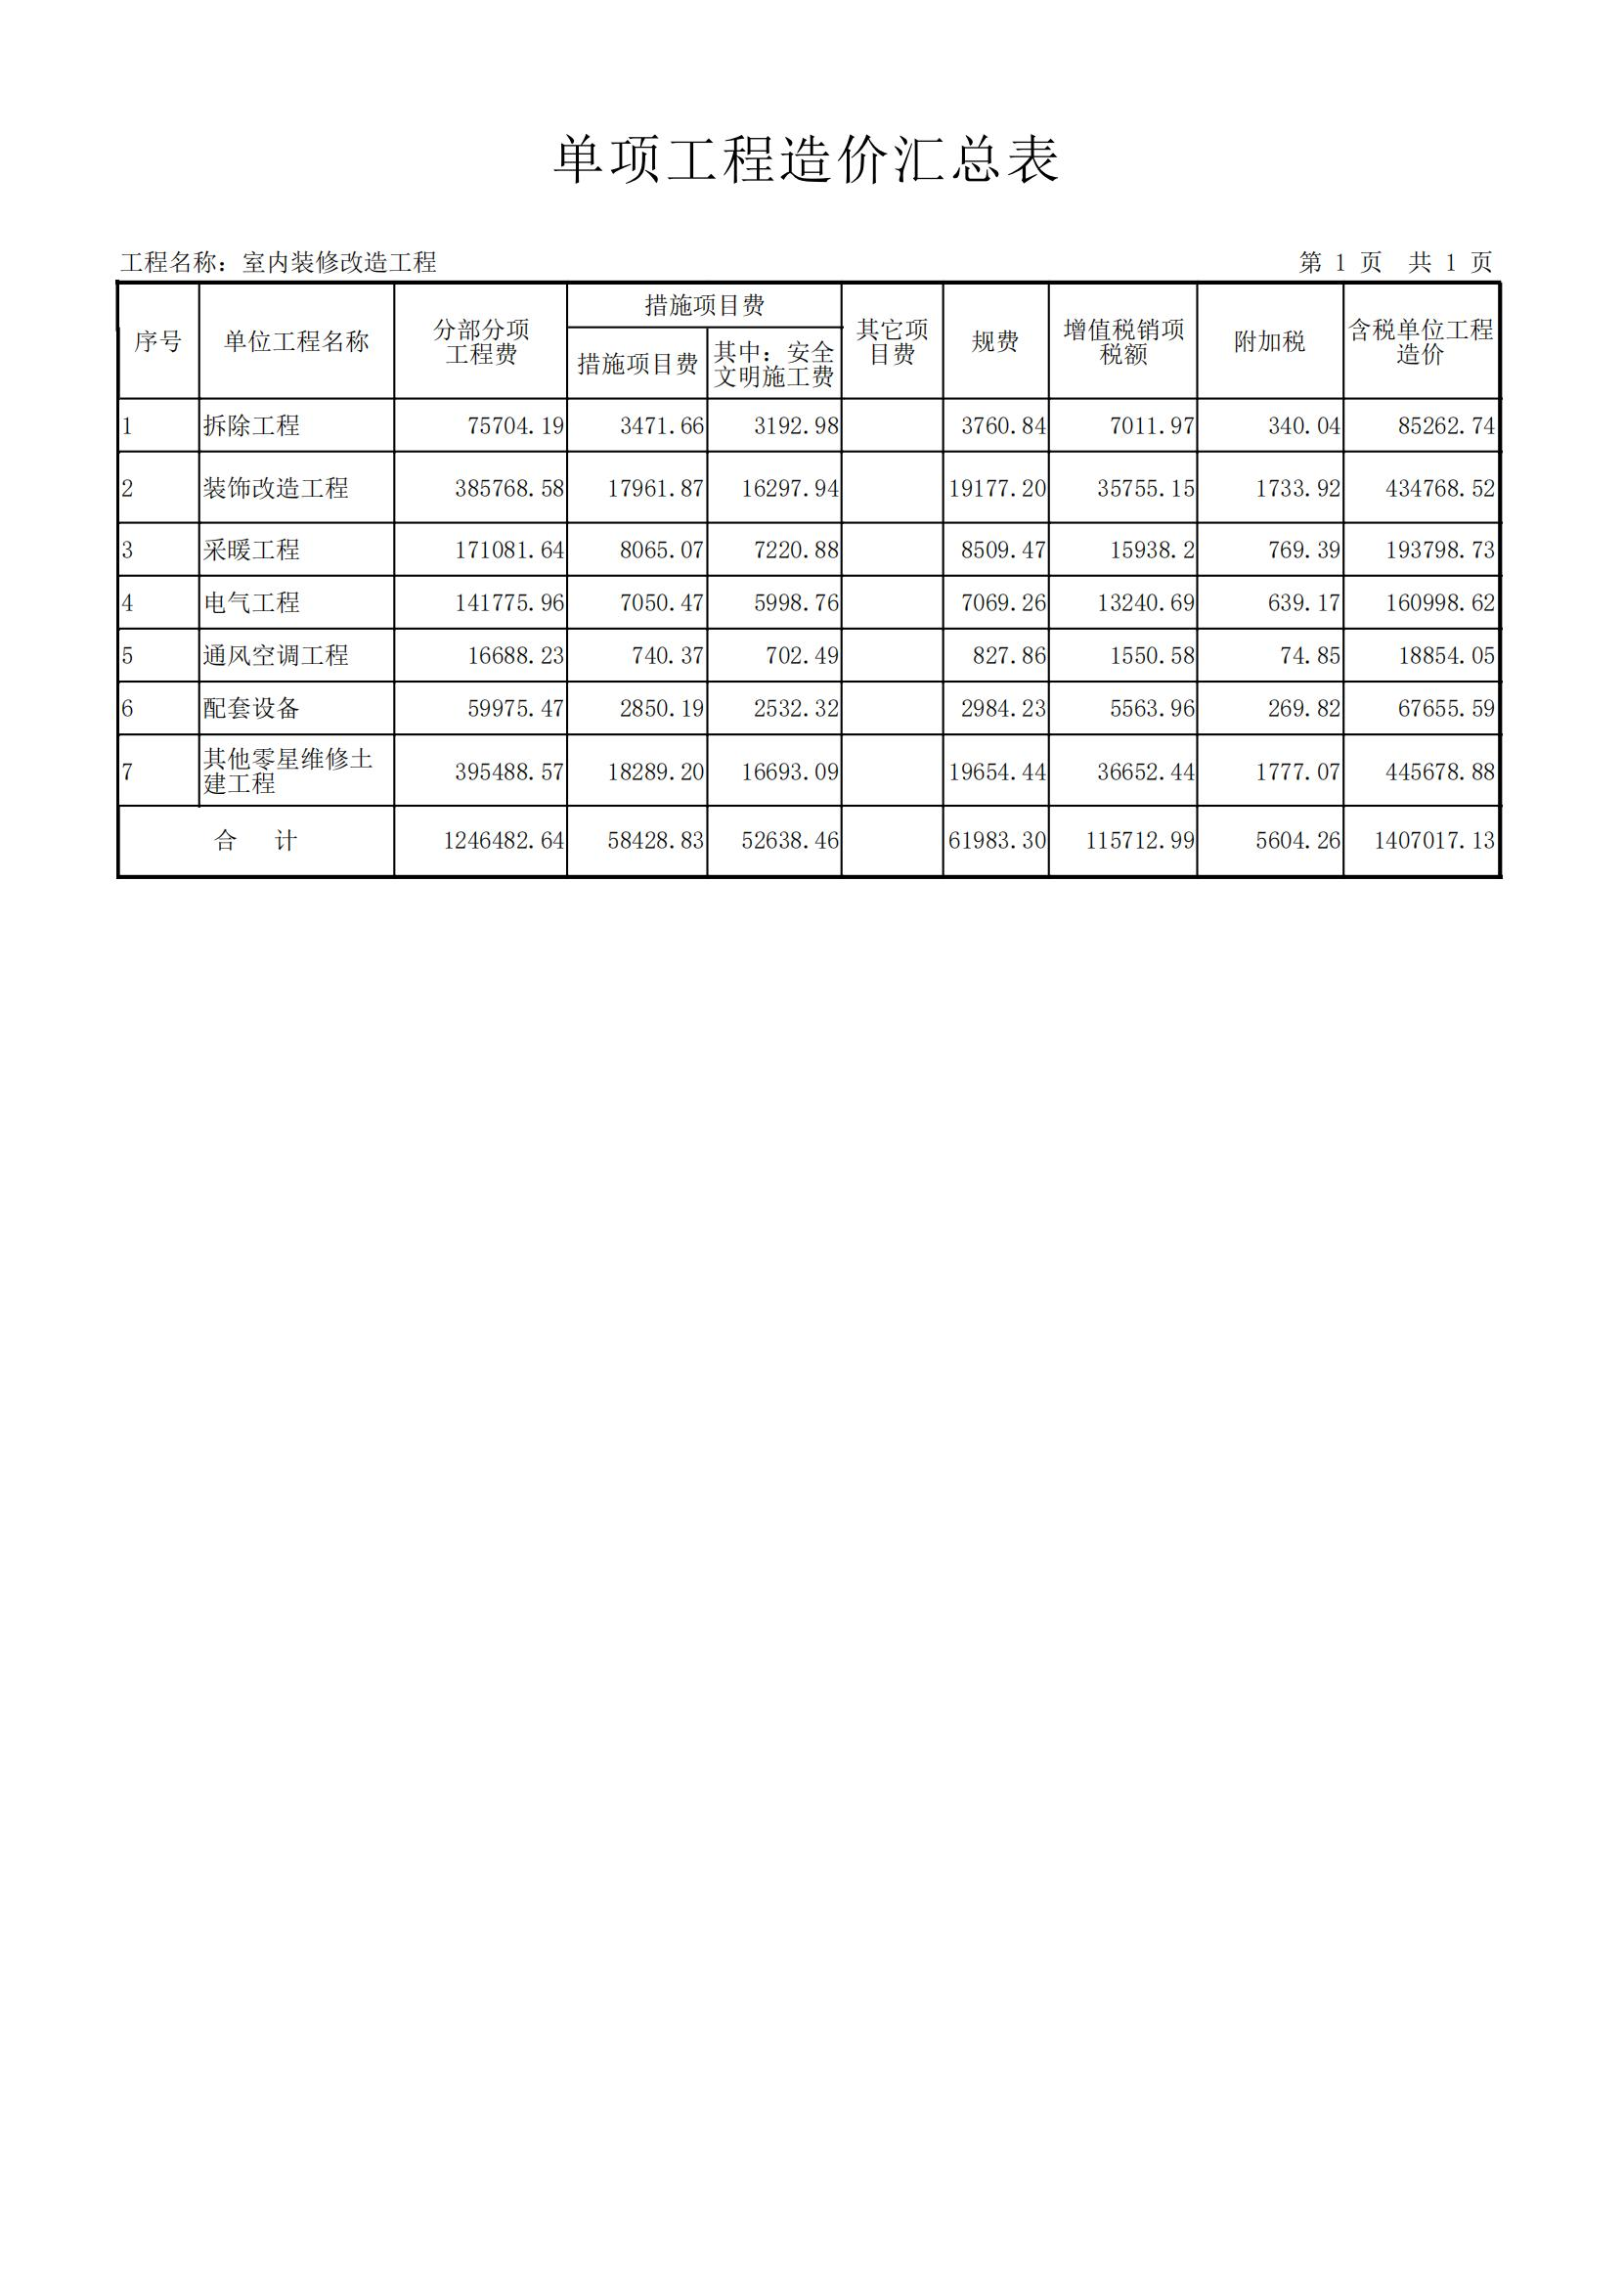 单项工程造价汇总表
工程名称：室内装修改造工程 第 1 页 共 1 页
序号 单位工程名称 分部分项工程费 措施项目费 其它项目费 规费 增值税销项税额 附加税 含税单位工程造价
措施项目费 其中：安全文明施工费
1 拆除工程 75704.19 3471.66 3192.98 3760.84 7011.97 340.04 85262.74
2 装饰改造工程 385768.58 17961.87 16297.94 19177.20 35755.15 1733.92 434768.52
3 采暖工程 171081.64 8065.07 7220.88 8509.47 15938.2 769.39 193798.73
4 电气工程 141775.96 7050.47 5998.76 7069.26 13240.69 639.17 160998.62
5 通风空调工程 16688.23 740.37 702.49 827.86 1550.58 74.85 18854.05
6 配套设备 59975.47 2850.19 2532.32 2984.23 5563.96 269.82 67655.59
7 其他零星维修土建工程 395488.57 18289.20 16693.09 19654.44 36652.44 1777.07 445678.88
合 计 1246482.64 58428.83 52638.46 61983.30 115712.99 5604.26 1407017.13